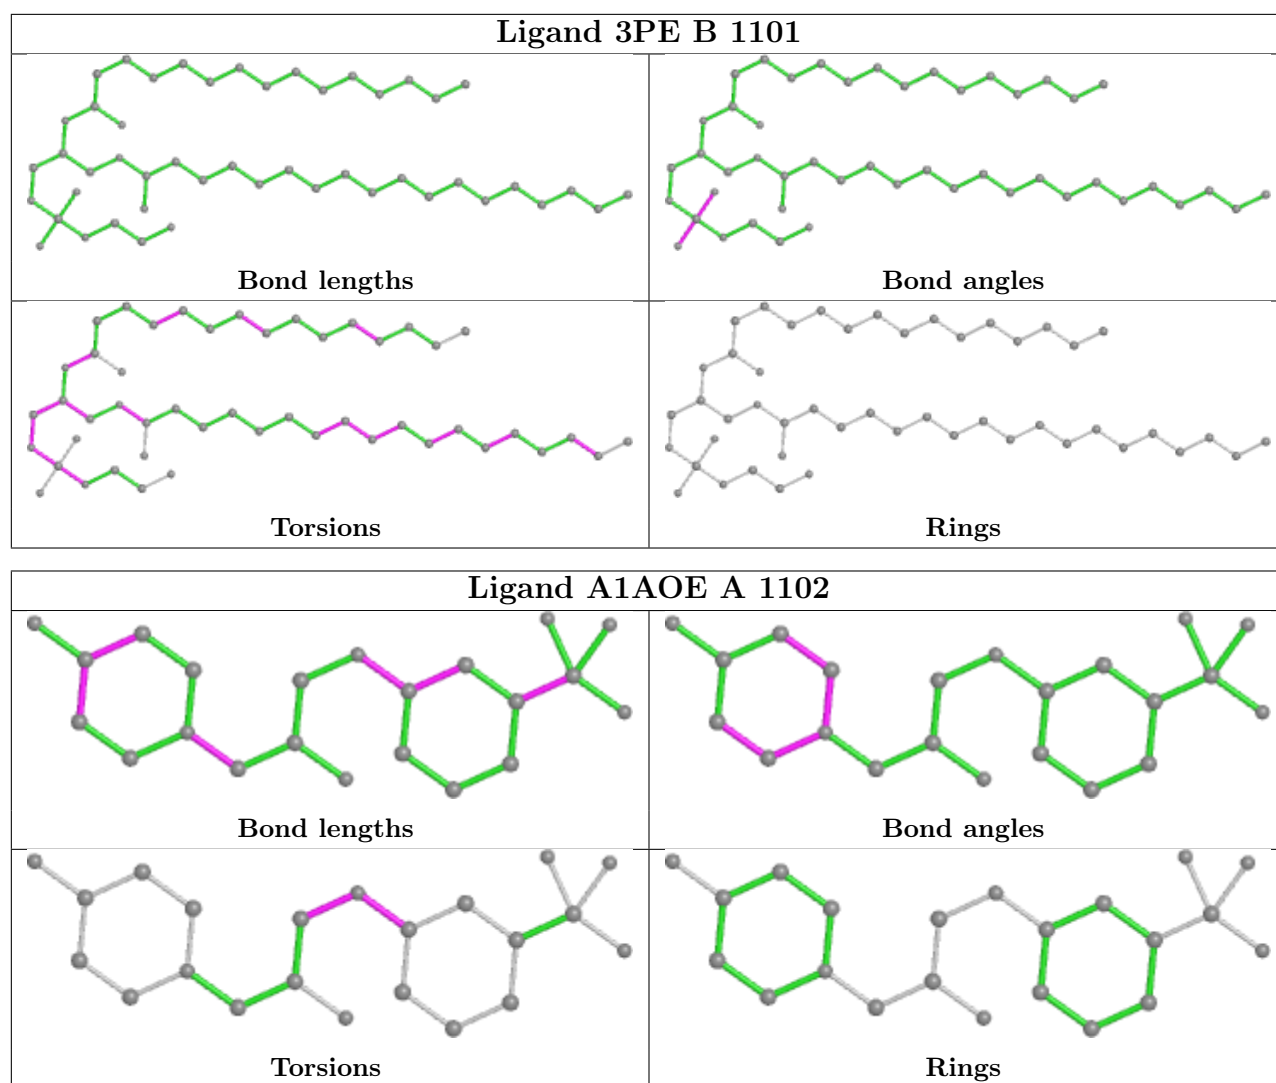 Ligand 3PE B 1101
Bond lengths
Bond angles
Torsions
Rings
Ligand A1AOE A 1102
Bond lengths
Bond angles
Torsions
Rings